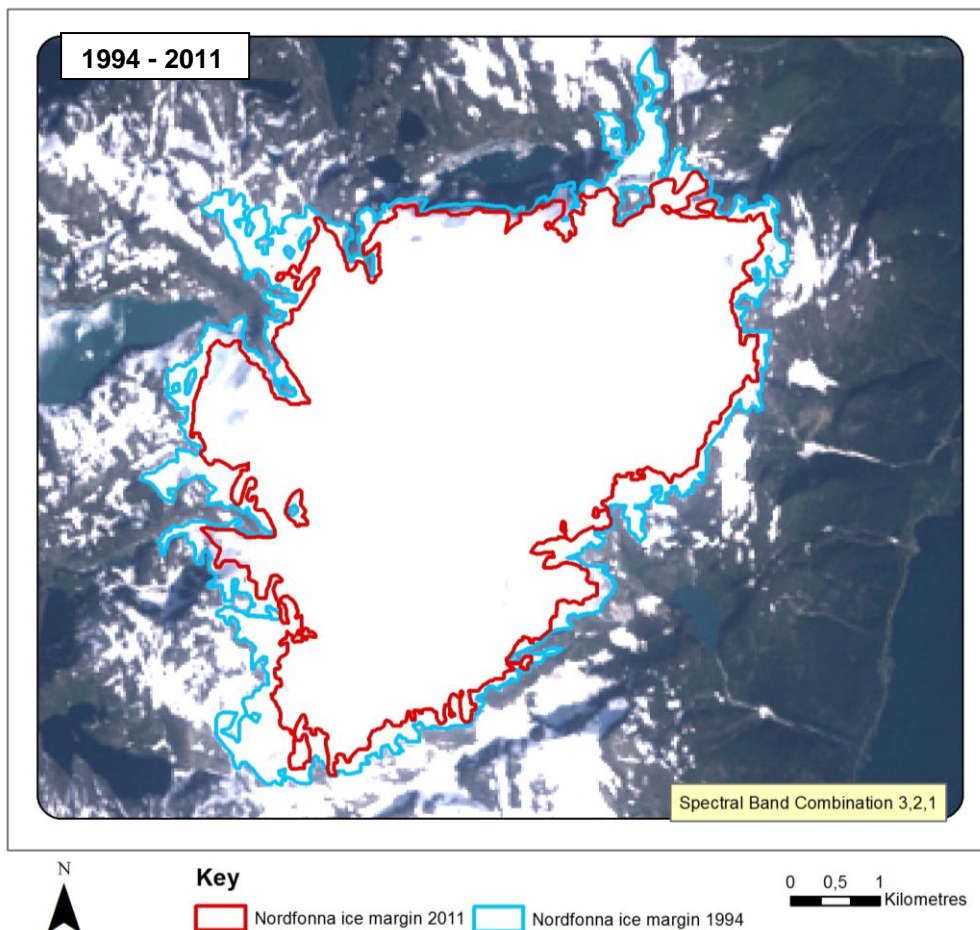 1994 - 2011
Spectral Band Combination 3,2,1
N
Key
Nordfonna ice margin 2011
Nordfonna ice margin 1994
0 0,5 1
Kilometres